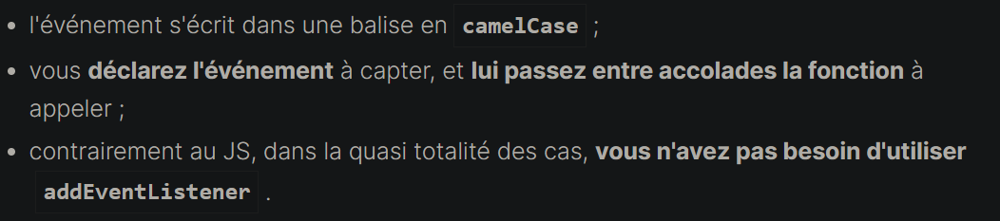 • l'événement s'écrit dans une balise en camelCase ;
• vous déclarez l'événement à capter, et lui passez entre accolades la fonction à
appeler ;
• contrairement au JS, dans la quasi totalité des cas, vous n'avez pas besoin d'utiliser
addEventListener .